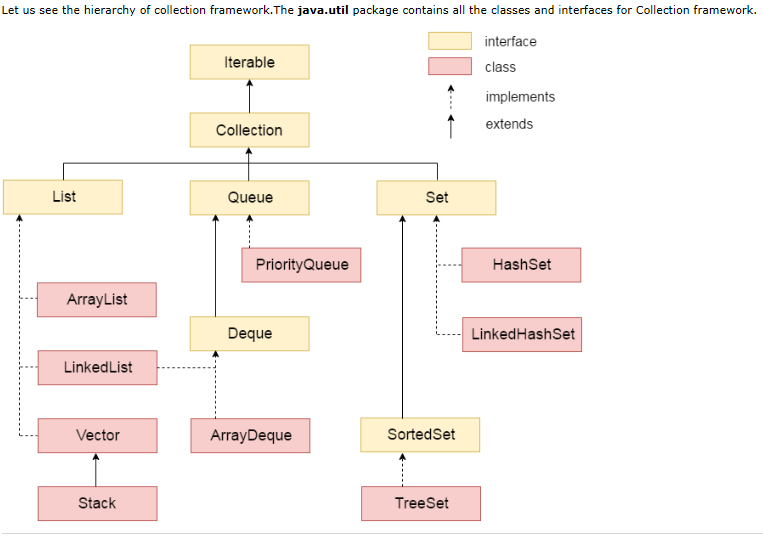 Let us see the hierarchy of collection framework.The java.util package contains all the classes and interfaces for Collection framework.
interface
Iterable
class
implements
Collection
extends
List
Queue
Set
PriorityQueue
HashSet
ArrayList
Deque
LinkedHashSet
LinkedList
Vector
ArrayDeque
SortedSet
Stack
TreeSet